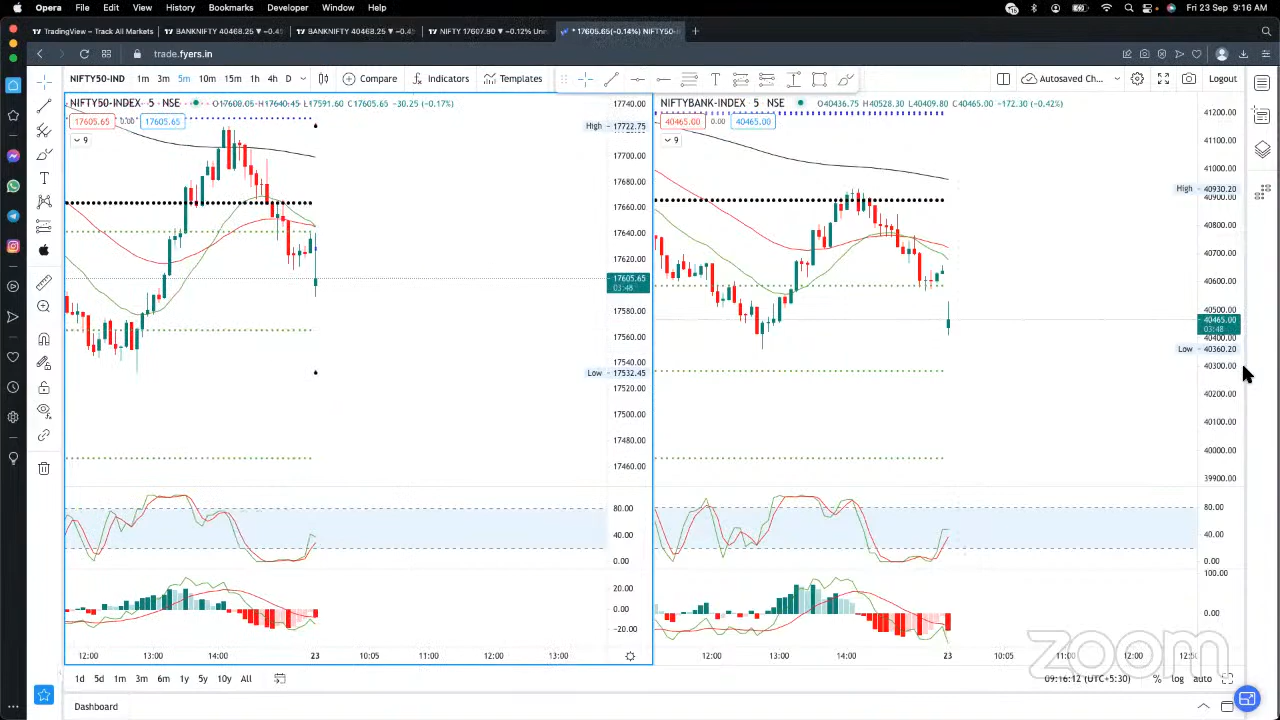 Opera File Edit View History Bookmarks Developer Window Help
Fri 23 Sep 9:16 AM
TradingView – Track All Markets
BANKNIFTY 40468.25 ▼ −0.4
BANKNIFTY 40468.25 ▼ −0.4
NIFTY 17607.80 ▼ −0.12% Un
* 17605.65(-0.14%) NIFTY50-
trade.fyers.in
NIFTY50-IND 1m 3m 5m 10m 15m 1h 4h D Compare Indicators Templates
Autosaved Ch... Logout
NIFTY50-INDEX 5 NSE O17608.05 H17640.45 L17591.60 C17605.65 −30.25 (−0.17%)
17605.65 0.00 17605.65
9
17740.00
High 17722.75
17700.00
17680.00
17660.00
17640.00
17620.00
17605.65
03:48
17580.00
17560.00
17540.00
Low 17532.45
17520.00
17500.00
17480.00
17460.00
80.00
40.00
0.00
20.00
0.00
−20.00
12:00 13:00 14:00 23 10:05 11:00 12:00 13:00
NIFTYBANK-INDEX 5 NSE O40436.75 H40528.30 L40409.80 C40465.00 −172.30 (−0.42%)
40465.00 0.00 40465.00
9
41200.00
41100.00
41000.00
High 40930.20
40900.00
40800.00
40700.00
40600.00
40500.00
40465.00
03:48
40400.00
Low 40360.20
40300.00
40200.00
40100.00
40000.00
39900.00
80.00
40.00
0.00
100.00
0.00
12:00 13:00 14:00 23 10:05 11:00 12:00 13:00
zoom
1d 5d 1m 3m 6m 1y 5y 10y All
09:16:12 (UTC+5:30) % log auto
Dashboard